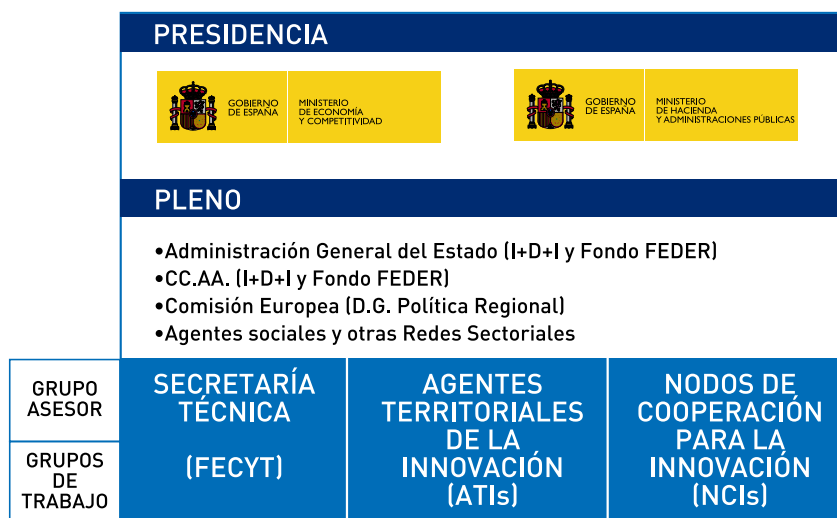 PRESIDENCIA
GOBIERNO
DE ESPAÑA
MINISTERIO
DE ECONOMÍA
Y COMPETITIVIDAD
GOBIERNO
DE ESPAÑA
MINISTERIO
DE HACIENDA
Y ADMINISTRACIONES PÚBLICAS
PLENO
•Administración General del Estado (I+D+I y Fondo FEDER)
•CC.AA. (I+D+I y Fondo FEDER)
•Comisión Europea (D.G. Política Regional)
•Agentes sociales y otras Redes Sectoriales
GRUPO
ASESOR
GRUPOS
DE
TRABAJO
SECRETARÍA
TÉCNICA
(FECYT)
AGENTES
TERRITORIALES
DE LA
INNOVACIÓN
(ATIs)
NODOS DE
COOPERACIÓN
PARA LA
INNOVACIÓN
(NCIs)